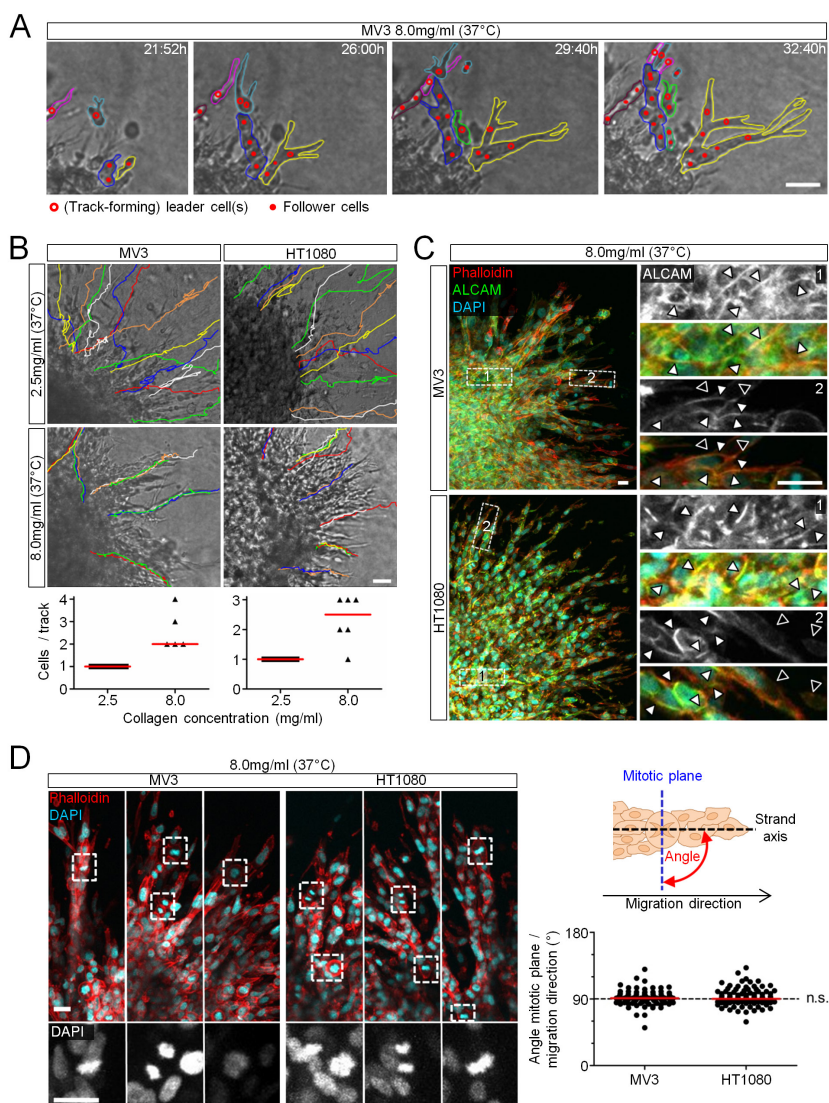 A
MV3 8.0mg/ml (37°C)
21:52h
26:00h
29:40h
32:40h
(Track-forming) leader cell(s)
Follower cells
B
MV3
HT1080
2.5mg/ml (37°C)
8.0mg/ml (37°C)
Cells / track
4
3
2
1
0
2.5
8.0
3
2
1
0
2.5
8.0
Collagen concentration (mg/ml)
C
8.0mg/ml (37°C)
Phalloidin
ALCAM
DAPI
MV3
1
2
ALCAM
1
2
HT1080
2
1
1
2
D
8.0mg/ml (37°C)
MV3
HT1080
Phalloidin
DAPI
DAPI
Mitotic plane
Strand
axis
Angle
Migration direction
Angle mitotic plane /
migration direction (°)
180
90
0
n.s.
MV3
HT1080